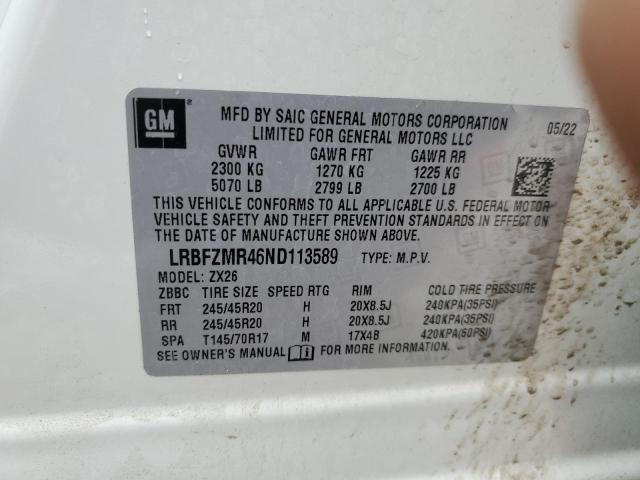 GM
MFD BY SAIC GENERAL MOTORS CORPORATION 05/22
LIMITED FOR GENERAL MOTORS LLC
GVWR GAWR FRT GAWR RR
2300 KG 1270 KG 1225 KG
5070 LB 2799 LB 2700 LB
THIS VEHICLE CONFORMS TO ALL APPLICABLE U.S. FEDERAL MOTOR
VEHICLE SAFETY AND THEFT PREVENTION STANDARDS IN EFFECT ON
THE DATE OF MANUFACTURE SHOWN ABOVE.
LRBFZMR46ND113589 TYPE: M.P.V.
MODEL: ZX26
ZBBC TIRE SIZE SPEED RTG RIM COLD TIRE PRESSURE
FRT 245/45R20 H 20X8.5J 240KPA(35PSI)
RR 245/45R20 H 20X8.5J 240KPA(35PSI)
SPA T145/70R17 M 17X4B 420KPA(60PSI)
SEE OWNER'S MANUAL FOR MORE INFORMATION.